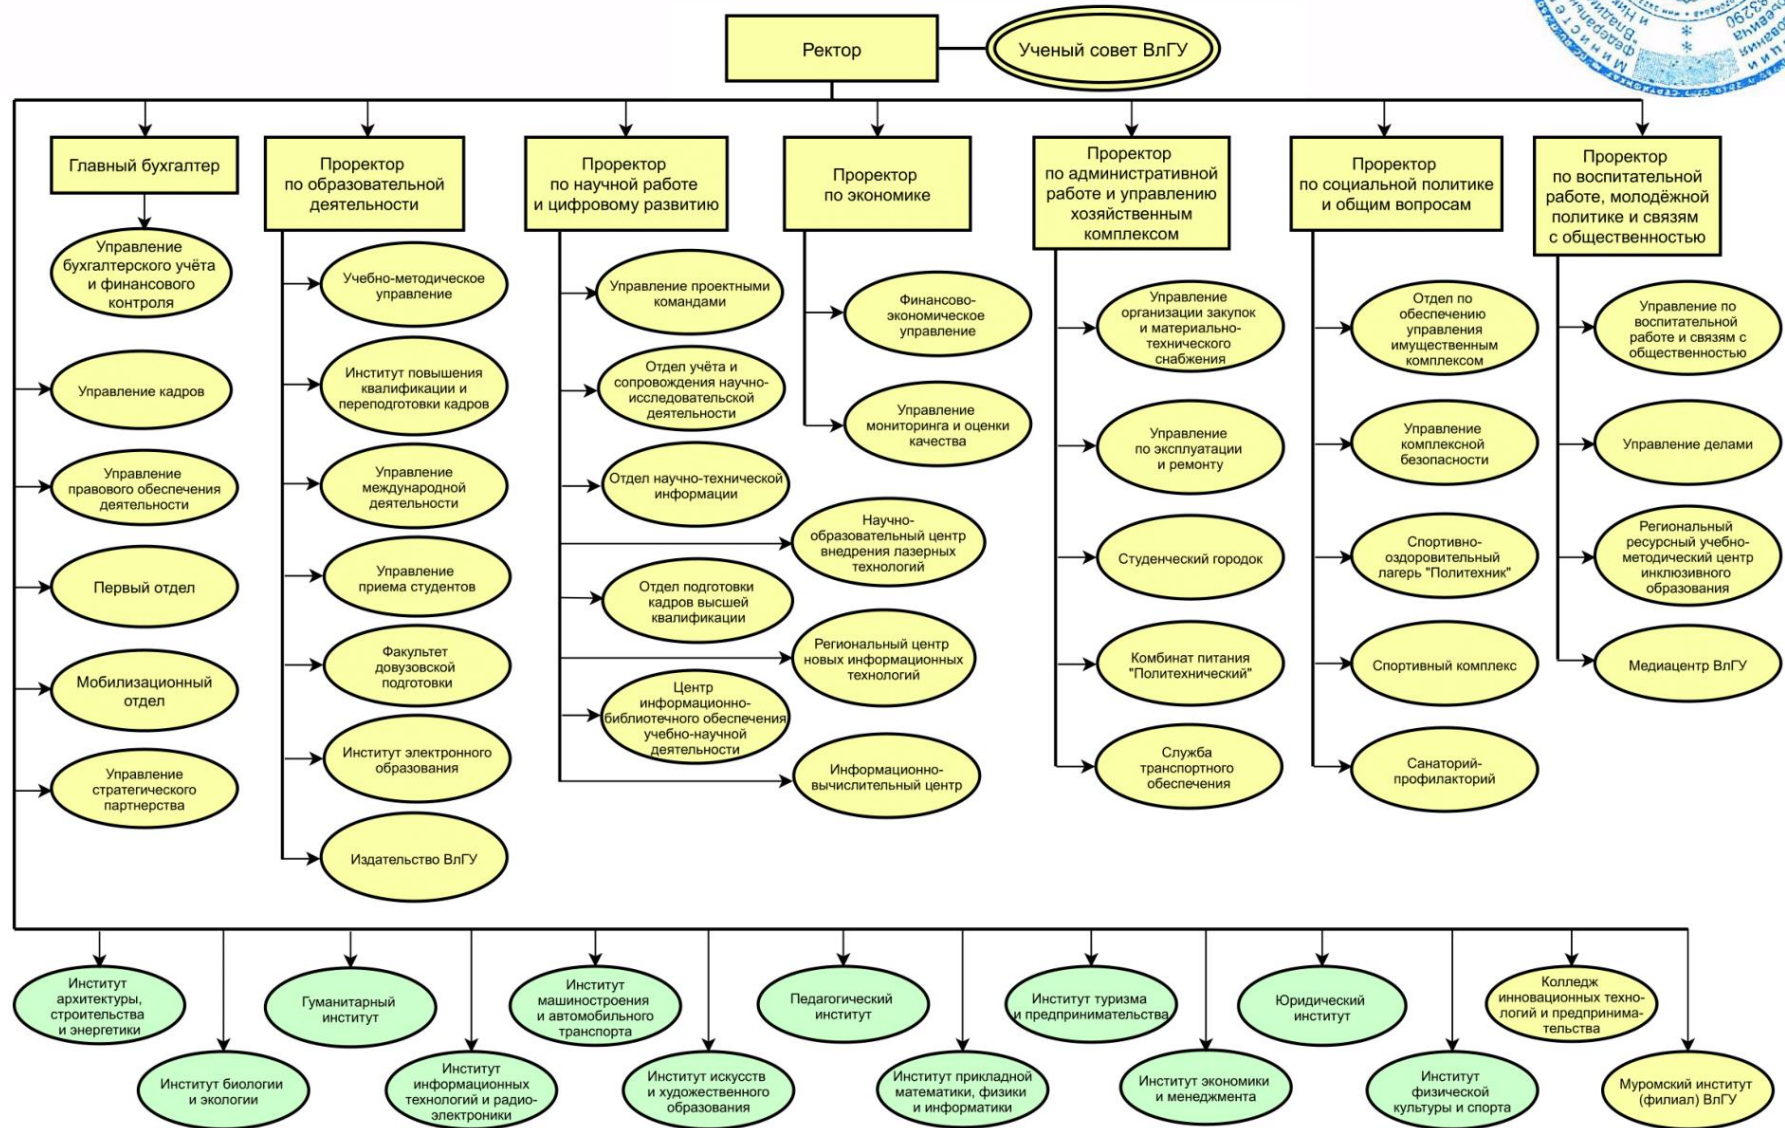 Ректор
Ученый совет ВлГУ
Главный бухгалтер
Управление
бухгалтерского учёта
и финансового
контроля
Управление кадров
Управление
правового обеспечения
деятельности
Первый отдел
Мобилизационный
отдел
Управление
стратегического
партнерства
Проректор
по образовательной
деятельности
Учебно-методическое
управление
Институт повышения
квалификации и
переподготовки кадров
Управление
международной
деятельности
Управление
приема студентов
Факультет
довузовской
подготовки
Институт электронного
образования
Издательство ВлГУ
Проректор
по научной работе
и цифровому развитию
Управление проектными
командами
Отдел учёта и
сопровождения научно-
исследовательской
деятельности
Отдел научно-технической
информации
Научно-
образовательный центр
внедрения лазерных
технологий
Отдел подготовки
кадров высшей
квалификации
Региональный центр
новых информационных
технологий
Центр
информационно-
библиотечного обеспечения
учебно-научной
деятельности
Информационно-
вычислительный центр
Проректор
по экономике
Финансово-
экономическое
управление
Управление
мониторинга и оценки
качества
Проректор
по административной
работе и управлению
хозяйственным
комплексом
Управление
организации закупок
и материально-
технического
снабжения
Управление
по эксплуатации
и ремонту
Студенческий городок
Комбинат питания
"Политехнический"
Служба
транспортного
обеспечения
Проректор
по социальной политике
и общим вопросам
Отдел по
обеспечению
управления
имущественным
комплексом
Управление
комплексной
безопасности
Спортивно-
оздоровительный
лагерь "Политехник"
Спортивный комплекс
Санаторий-
профилакторий
Проректор
по воспитательной
работе, молодёжной
политике и связям
с общественностью
Управление по
воспитательной
работе и связям с
общественностью
Управление делами
Региональный
ресурсный учебно-
методический центр
инклюзивного
образования
Медиацентр ВлГУ
Институт
архитектуры,
строительства
и энергетики
Институт биологии
и экологии
Гуманитарный
институт
Институт
информационных
технологий и радио-
электроники
Институт
машиностроения
и автомобильного
транспорта
Институт искусств
и художественного
образования
Педагогический
институт
Институт прикладной
математики, физики
и информатики
Институт туризма
и предпринимательства
Институт экономики
и менеджмента
Юридический
институт
Институт
физической
культуры и спорта
Колледж
инновационных техно-
логий и предпринима-
тельства
Муромский институт
(филиал) ВлГУ